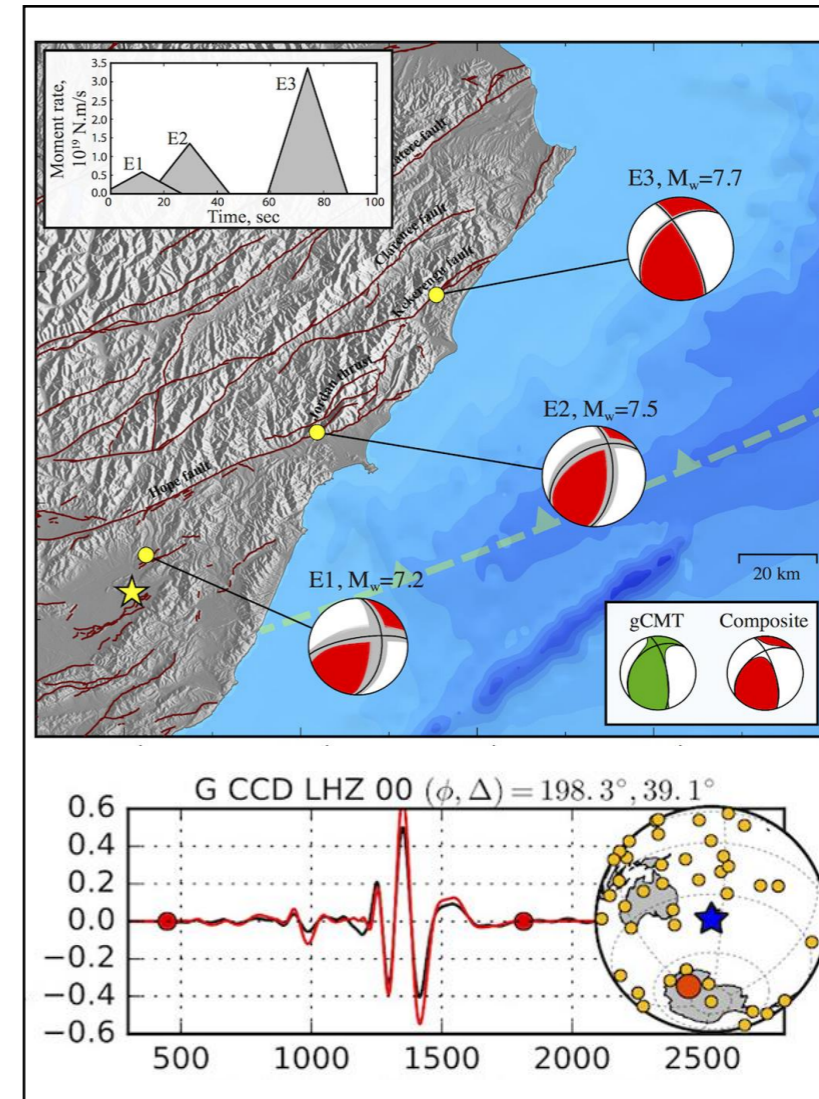 Moment rate,
10¹⁹ N.m/s
3.5
3.0
2.5
2.0
1.5
1.0
0.5
0.0
E1
E2
E3
0 20 40 60 80 100
Time, sec
Clarence fault
Kekerengu fault
Jordan thrust
Hope fault
E3, Mw=7.7
E2, Mw=7.5
E1, Mw=7.2
20 km
gCMT Composite
G CCD LHZ 00 (ϕ, Δ) = 198.3°, 39.1°
0.6
0.4
0.2
0.0
−0.2
−0.4
−0.6
500 1000 1500 2000 2500